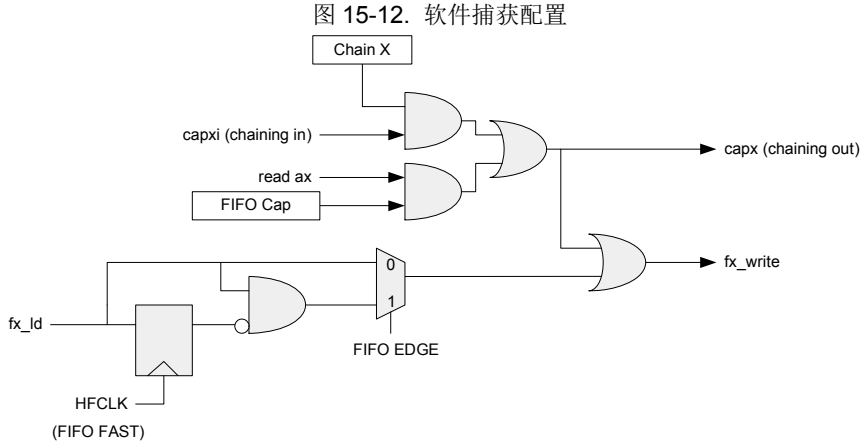 图 15-12. 软件捕获配置
Chain X
capxi (chaining in)
capx (chaining out)
read ax
FIFO Cap
fx_write
0
1
fx_ld
FIFO EDGE
HFCLK
(FIFO FAST)